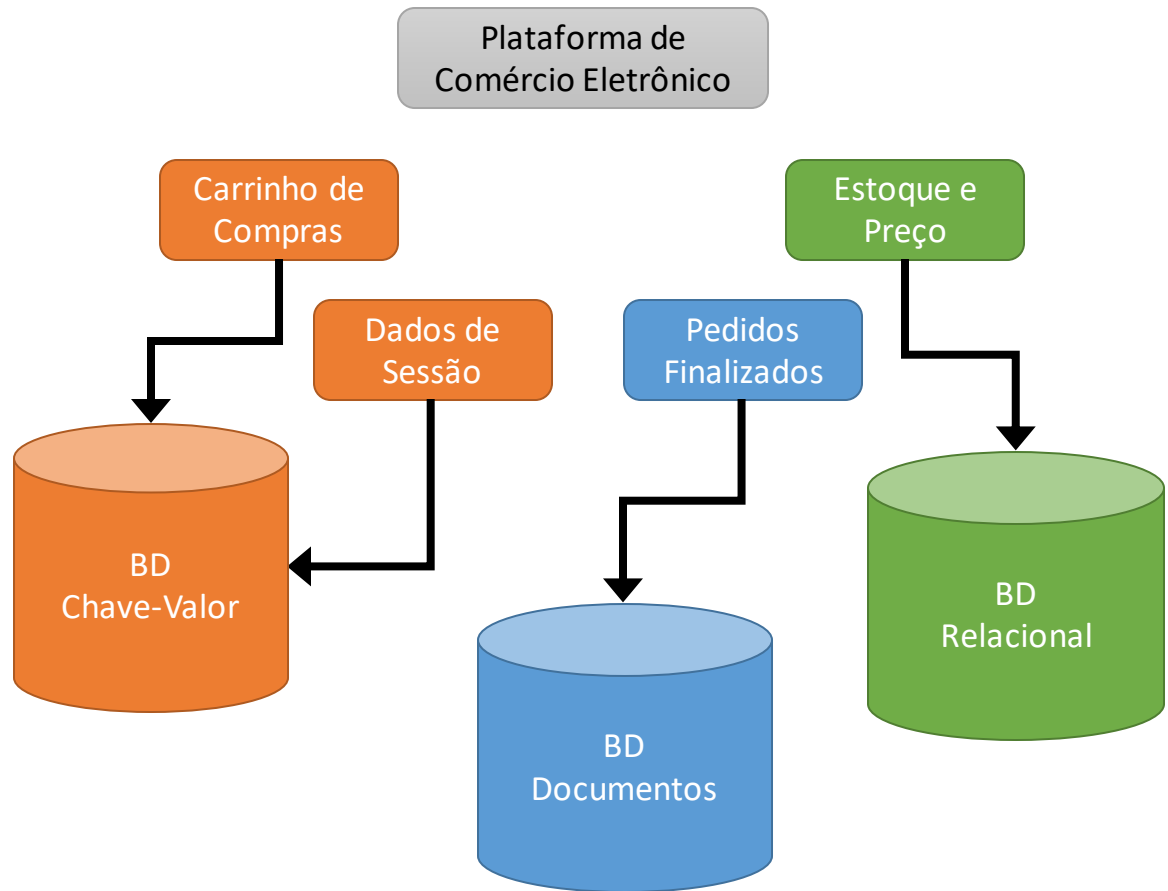 Plataforma de
Comércio Eletrônico
Carrinho de
Compras
Estoque e
Preço
Dados de
Sessão
Pedidos
Finalizados
BD
Chave-Valor
BD
Relacional
BD
Documentos